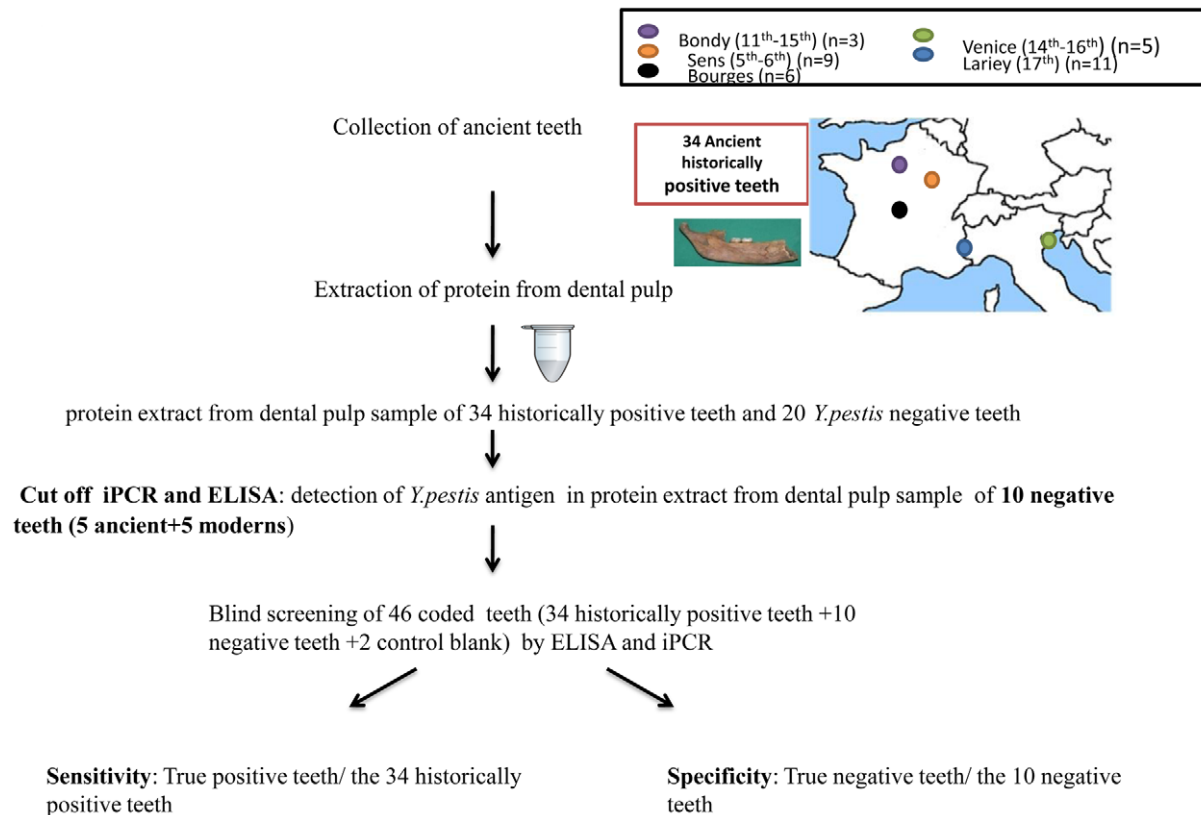 Bondy (11th-15th) (n=3)
Sens (5th-6th) (n=9)
Bourges (n=6)
Venice (14th-16th) (n=5)
Lariey (17th) (n=11)
Collection of ancient teeth
34 Ancient
historically
positive teeth
Extraction of protein from dental pulp
protein extract from dental pulp sample of 34 historically positive teeth and 20 Y.pestis negative teeth
Cut off iPCR and ELISA: detection of Y.pestis antigen in protein extract from dental pulp sample of 10 negative
teeth (5 ancient+5 moderns)
Blind screening of 46 coded teeth (34 historically positive teeth +10
negative teeth +2 control blank) by ELISA and iPCR
Sensitivity: True positive teeth/ the 34 historically
positive teeth
Specificity: True negative teeth/ the 10 negative
teeth